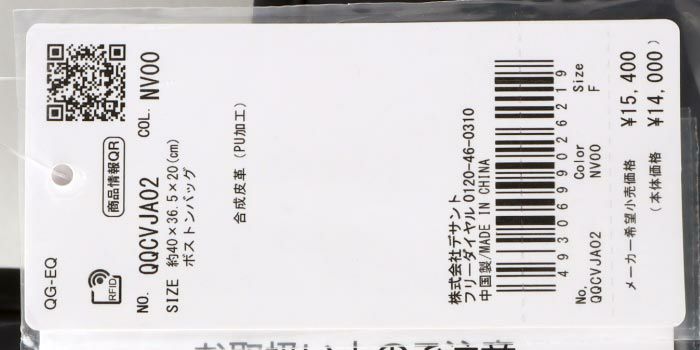 商品情報QR
QG-EQ
RFID
NO. QQCVJA02 COL. NV00
SIZE 約40×36.5×20(cm)
ボストンバッグ
合成皮革 (PU加工)
株式会社デサント
フリーダイヤル 0120-46-0310
中国製/MADE IN CHINA
4930699026219
No. Color Size
QQCVJA02 NV00 F
メーカー希望小売価格 ¥15,400
(本体価格 ¥14,000)